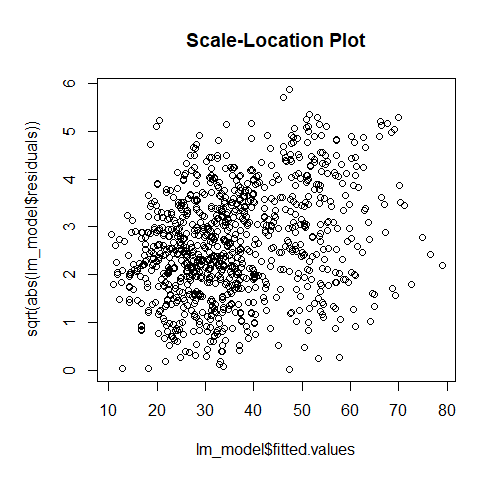 Scale-Location Plot
sqrt(abs(lm_model$residuals))
6
5
4
3
2
1
0
10 20 30 40 50 60 70 80
lm_model$fitted.values